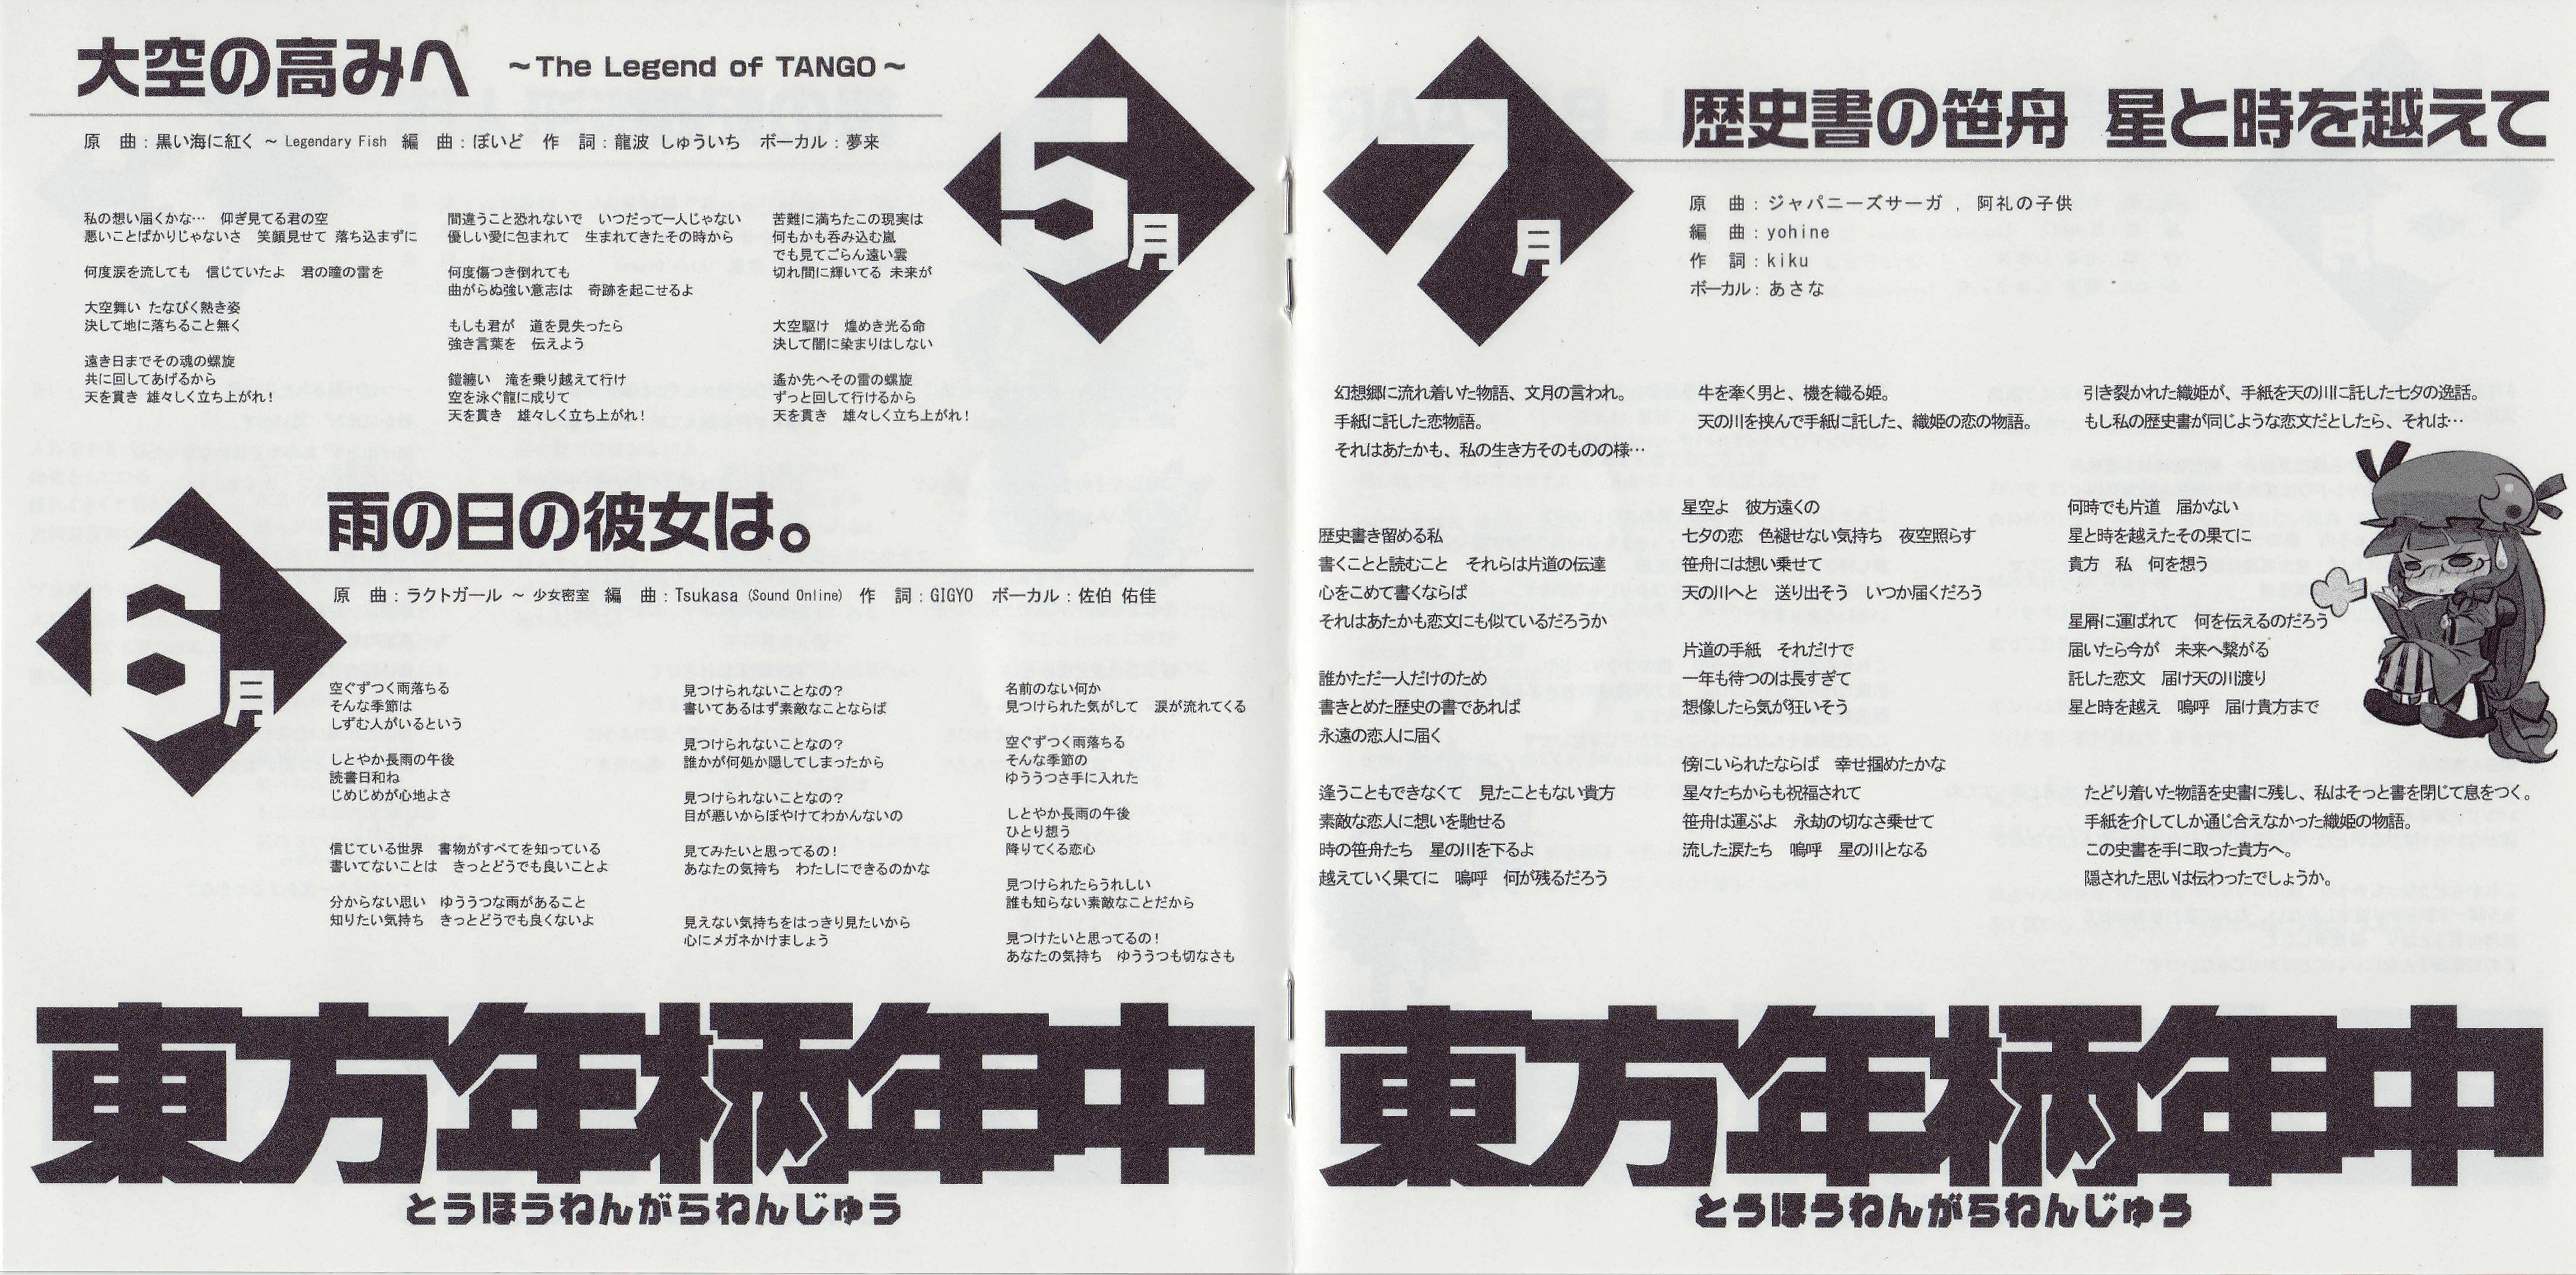 大空の高みへ ～The Legend of TANGO～
原　曲：黒い海に紅く ～ Legendary Fish　編　曲：ぼいど　作　詞：龍波 しゅういち　ボーカル：夢来
5月
私の想い届くかな…　仰ぎ見てる君の空
悪いことばかりじゃないさ　笑顔見せて 落ち込まずに
何度涙を流しても　信じていたよ　君の瞳の雷を
大空舞い たなびく熱き姿
決して地に落ちること無く
遠き日までその魂の螺旋
共に回してあげるから
天を貫き 雄々しく立ち上がれ！
間違うこと恐れないで　いつだって一人じゃない
優しい愛に包まれて　生まれてきたその時から
何度傷つき倒れても
曲がらぬ強い意志は　奇跡を起こせるよ
もしも君が　道を見失ったら
強き言葉を　伝えよう
鎧纏い　滝を乗り越えて行け
空を泳ぐ龍に成りて
天を貫き　雄々しく立ち上がれ！
苦難に満ちたこの現実は
何もかも呑み込む嵐
でも見てごらん遠い雲
切れ間に輝いてる 未来が
大空駆け　煌めき光る命
決して闇に染まりはしない
遙か先へその雷の螺旋
ずっと回して行けるから
天を貫き　雄々しく立ち上がれ！
6月
雨の日の彼女は。
原　曲：ラクトガール ～ 少女密室　編　曲：Tsukasa (Sound Online)　作　詞：GIGYO　ボーカル：佐伯 佑佳
空ぐずつく雨落ちる
そんな季節は
しずむ人がいるという
しとやか長雨の午後
読書日和ね
じめじめが心地よさ
信じている世界　書物がすべてを知っている
書いてないことは　きっとどうでも良いことよ
分からない思い　ゆううつな雨があること
知りたい気持ち　きっとどうでも良くないよ
見つけられないことなの？
書いてあるはず素敵なことならば
見つけられないことなの？
誰かが何処か隠してしまったから
見つけられないことなの？
目が悪いからぼやけてわかんないの
見てみたいと思ってるの！
あなたの気持ち　わたしにできるのかな
見えない気持ちをはっきり見たいから
心にメガネかけましょう
名前のない何か
見つけられた気がして　涙が流れてくる
空ぐずつく雨落ちる
そんな季節の
ゆううつさ手に入れた
しとやか長雨の午後
ひとり想う
降りてくる恋心
見つけられたらうれしい
誰も知らない素敵なことだから
見つけたいと思ってるの！
あなたの気持ち　ゆううつも切なさも
東方年柄年中
とうほうねんがらねんじゅう
7月
歴史書の笹舟 星と時を越えて
原　曲：ジャパニーズサーガ , 阿礼の子供
編　曲：yohine
作　詞：kiku
ボーカル：あさな
幻想郷に流れ着いた物語、文月の言われ。
手紙に託した恋物語。
それはあたかも、私の生き方そのものの様…
牛を牽く男と、機を織る姫。
天の川を挟んで手紙に託した、織姫の恋の物語。
引き裂かれた織姫が、手紙を天の川に託した七夕の逸話。
もし私の歴史書が同じような恋文だとしたら、それは…
歴史書き留める私
書くことと読むこと　それらは片道の伝達
心をこめて書くならば
それはあたかも恋文にも似ているだろうか
誰かただ一人だけのため
書きとめた歴史の書であれば
永遠の恋人に届く
逢うこともできなくて　見たこともない貴方
素敵な恋人に想いを馳せる
時の笹舟たち　星の川を下るよ
越えていく果てに　嗚呼　何が残るだろう
星空よ　彼方遠くの
七夕の恋　色褪せない気持ち　夜空照らす
笹舟には想い乗せて
天の川へと　送り出そう　いつか届くだろう
片道の手紙　それだけで
一年も待つのは長すぎて
想像したら気が狂いそう
傍にいられたならば　幸せ掴めたかな
星々たちからも祝福されて
笹舟は運ぶよ　永劫の切なさ乗せて
流した涙たち　嗚呼　星の川となる
何時でも片道　届かない
星と時を越えたその果てに
貴方　私　何を想う
星屑に運ばれて　何を伝えるのだろう
届いたら今が　未来へ繋がる
託した恋文　届け天の川渡り
星と時を越え　嗚呼　届け貴方まで
たどり着いた物語を史書に残し、私はそっと書を閉じて息をつく。
手紙を介してしか通じ合えなかった織姫の物語。
この史書を手に取った貴方へ。
隠された思いは伝わったでしょうか。
東方年柄年中
とうほうねんがらねんじゅう